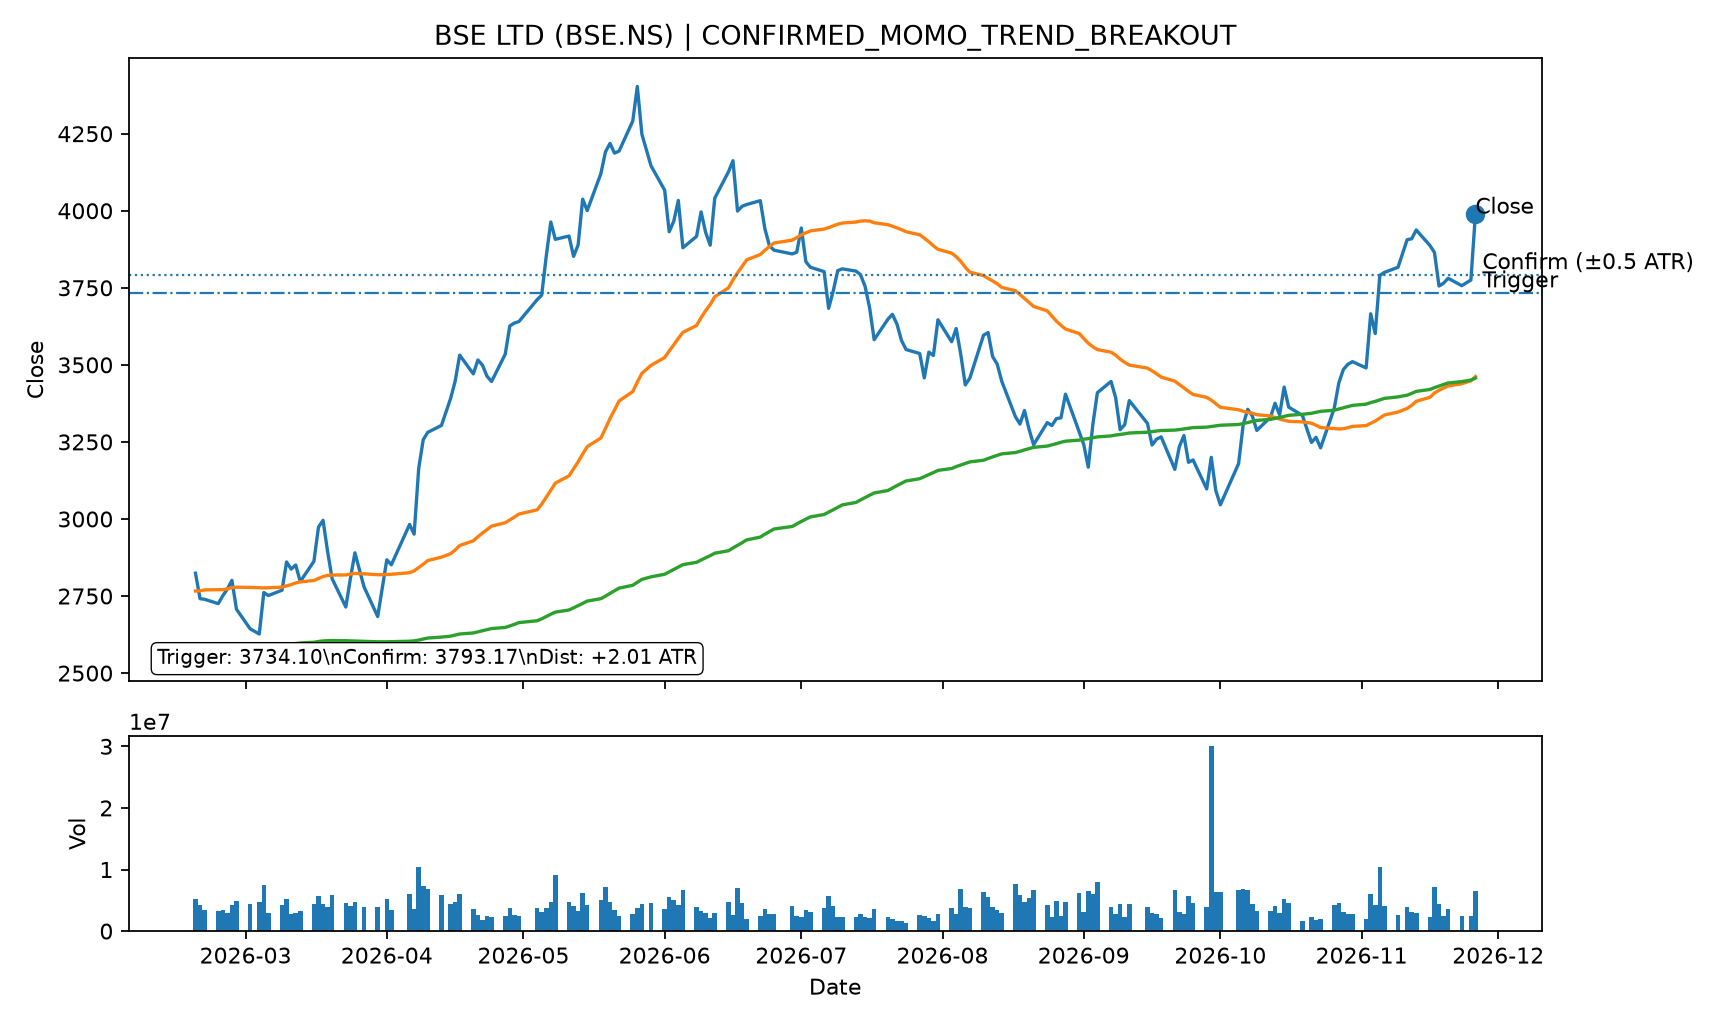 BSE LTD (BSE.NS) | CONFIRMED_MOMO_TREND_BREAKOUT
Close
4250
4000
3750
3500
3250
3000
2750
2500
Close
Confirm (±0.5 ATR)
Trigger
Trigger: 3734.10\nConfirm: 3793.17\nDist: +2.01 ATR
1e7
Vol
3
2
1
0
2026-03 2026-04 2026-05 2026-06 2026-07 2026-08 2026-09 2026-10 2026-11 2026-12
Date